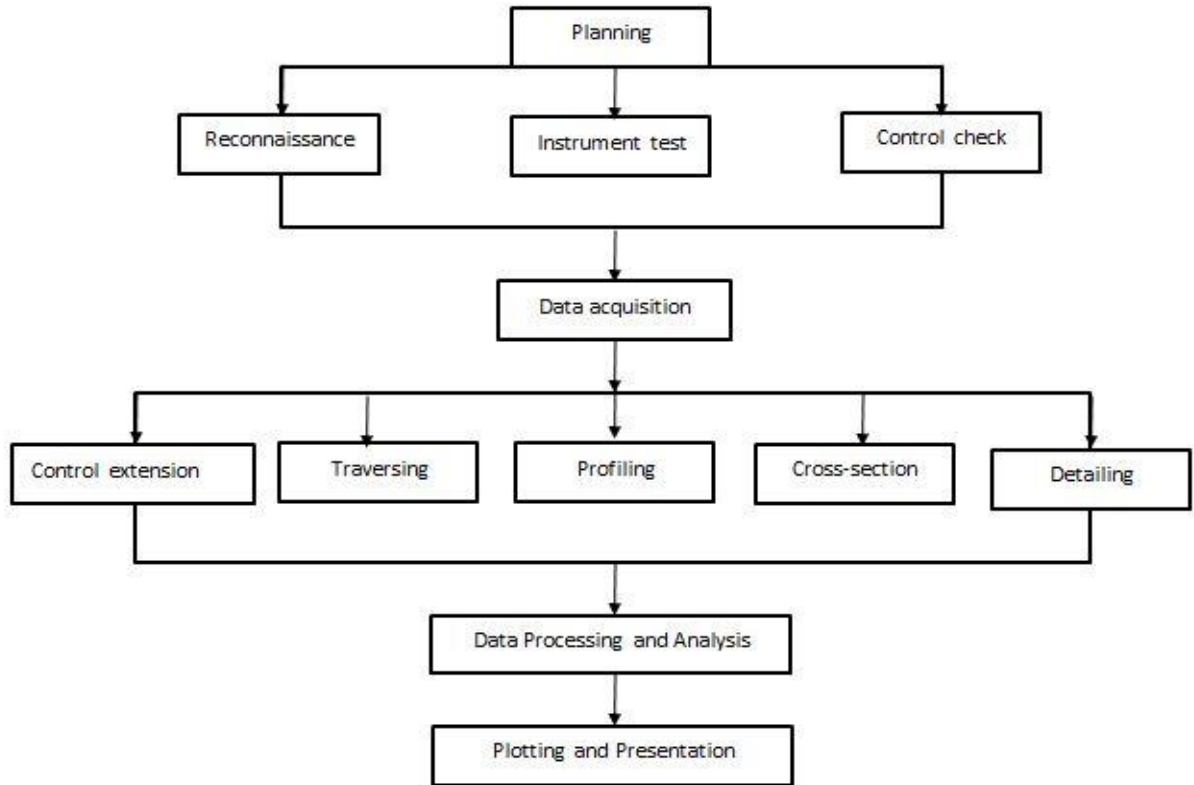 Planning
Reconnaissance
Instrument test
Control check
Data acquisition
Control extension
Traversing
Profiling
Cross-section
Detailing
Data Processing and Analysis
Plotting and Presentation